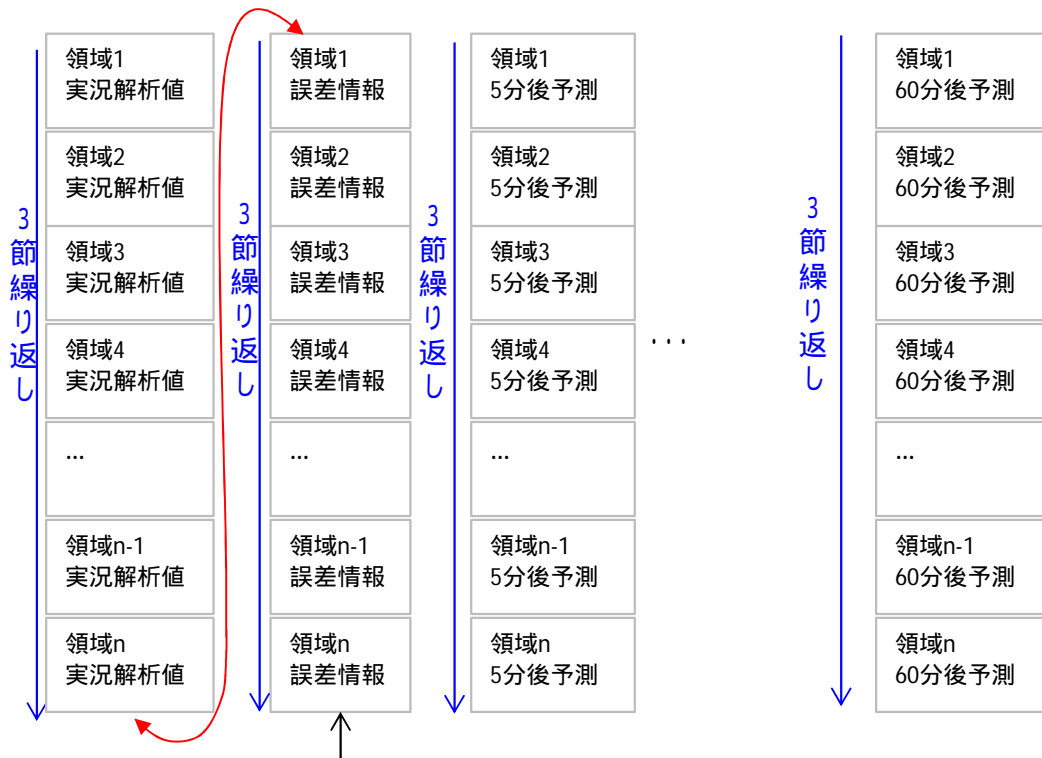 3節繰り返し
領域1
実況解析値
領域2
実況解析値
領域3
実況解析値
領域4
実況解析値
...
領域n-1
実況解析値
領域n
実況解析値
3節繰り返し
領域1
誤差情報
領域2
誤差情報
領域3
誤差情報
領域4
誤差情報
...
領域n-1
誤差情報
領域n
誤差情報
3節繰り返し
領域1
5分後予測
領域2
5分後予測
領域3
5分後予測
領域4
5分後予測
...
領域n-1
5分後予測
領域n
5分後予測
...
3節繰り返し
領域1
60分後予測
領域2
60分後予測
領域3
60分後予測
領域4
60分後予測
...
領域n-1
60分後予測
領域n
60分後予測